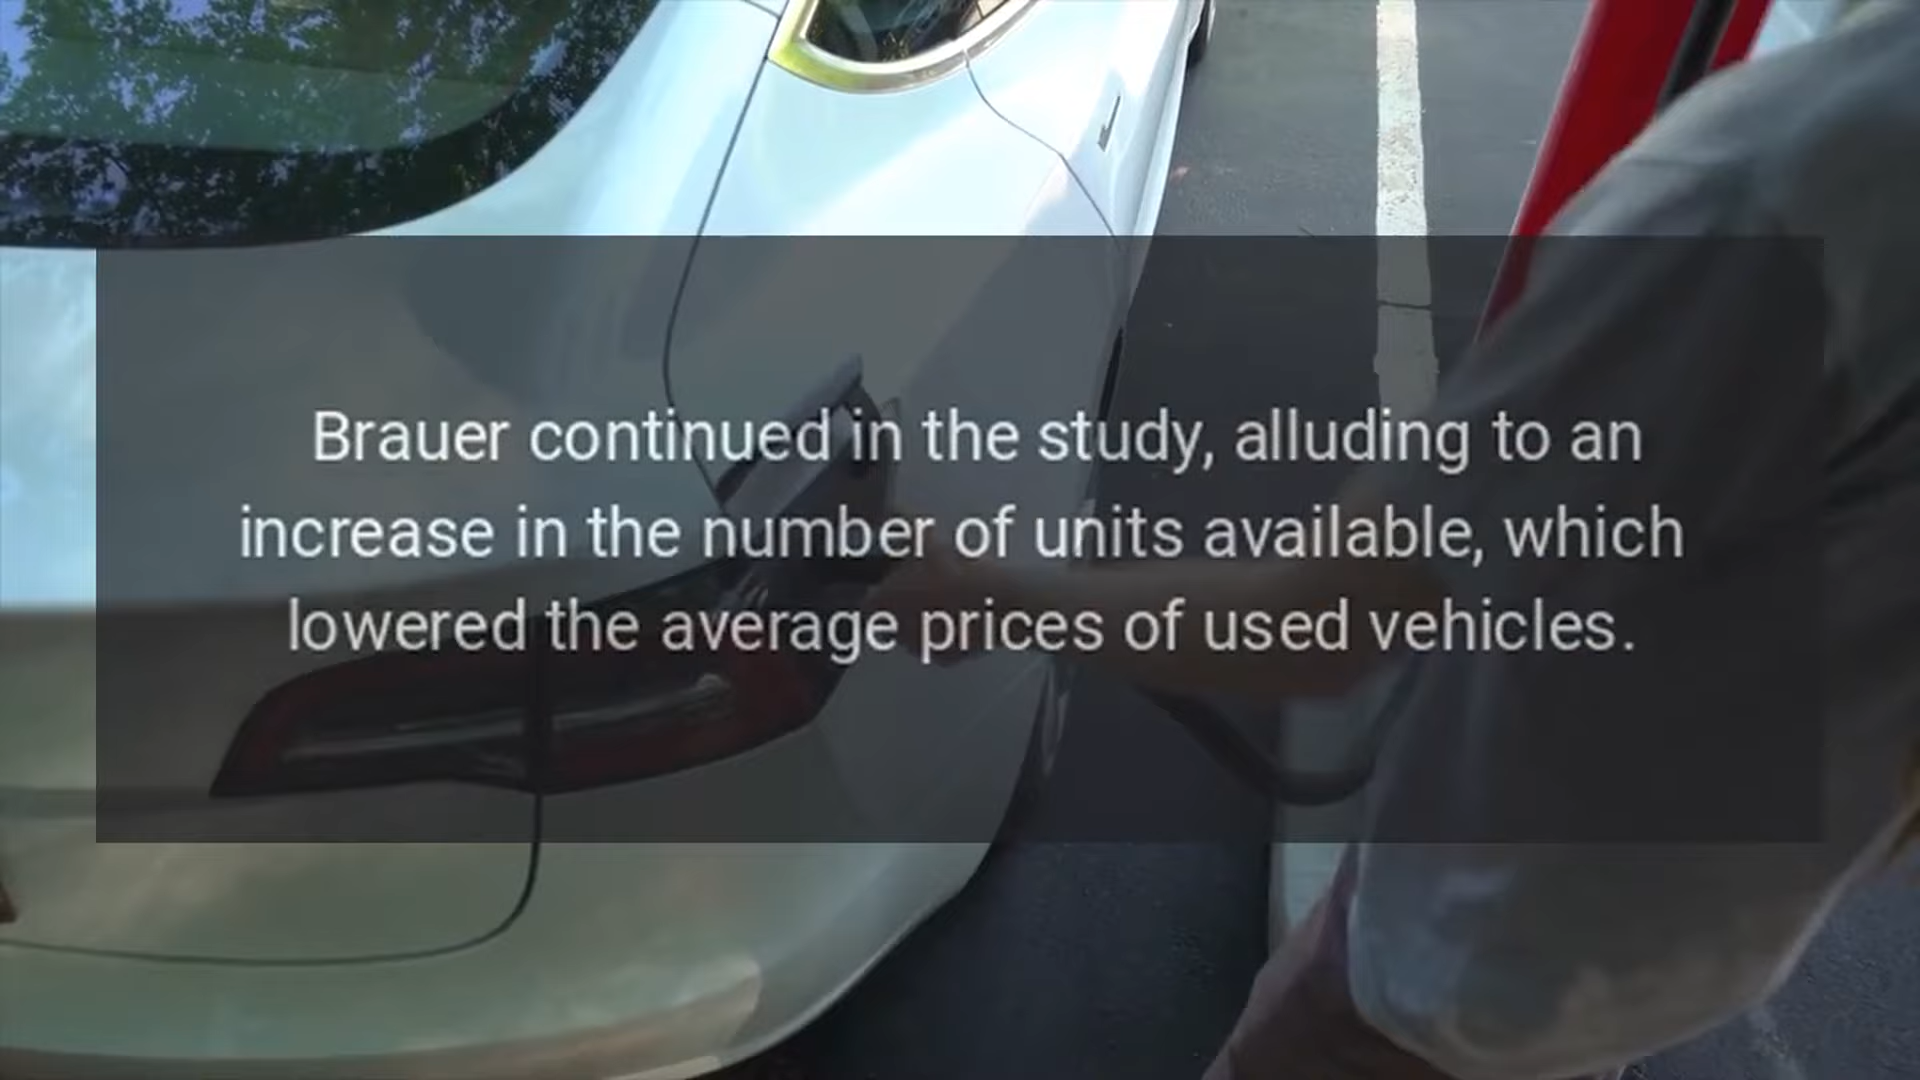 Brauer continued in the study, alluding to an
increase in the number of units available, which
lowered the average prices of used vehicles.